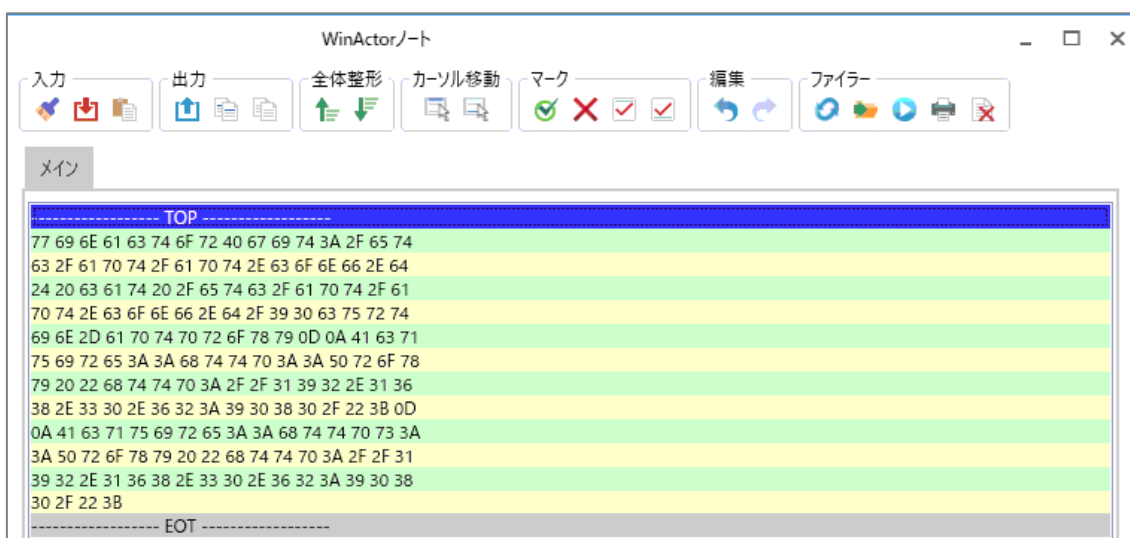 WinActorノート
入力 出力 全体整形 カーソル移動 マーク 編集 ファイラー
メイン
------------------ TOP ------------------
77 69 6E 61 63 74 6F 72 40 67 69 74 3A 2F 65 74
63 2F 61 70 74 2F 61 70 74 2E 63 6F 6E 66 2E 64
24 20 63 61 74 20 2F 65 74 63 2F 61 70 74 2F 61
70 74 2E 63 6F 6E 66 2E 64 2F 39 30 63 75 72 74
69 6E 2D 61 70 74 70 72 6F 78 79 0D 0A 41 63 71
75 69 72 65 3A 3A 68 74 74 70 3A 3A 50 72 6F 78
79 20 22 68 74 74 70 3A 2F 2F 31 39 32 2E 31 36
38 2E 33 30 2E 36 32 3A 39 30 38 30 2F 22 3B 0D
0A 41 63 71 75 69 72 65 3A 3A 68 74 74 70 73 3A
3A 50 72 6F 78 79 20 22 68 74 74 70 3A 2F 2F 31
39 32 2E 31 36 38 2E 33 30 2E 36 32 3A 39 30 38
30 2F 22 3B
------------------ EOT ------------------